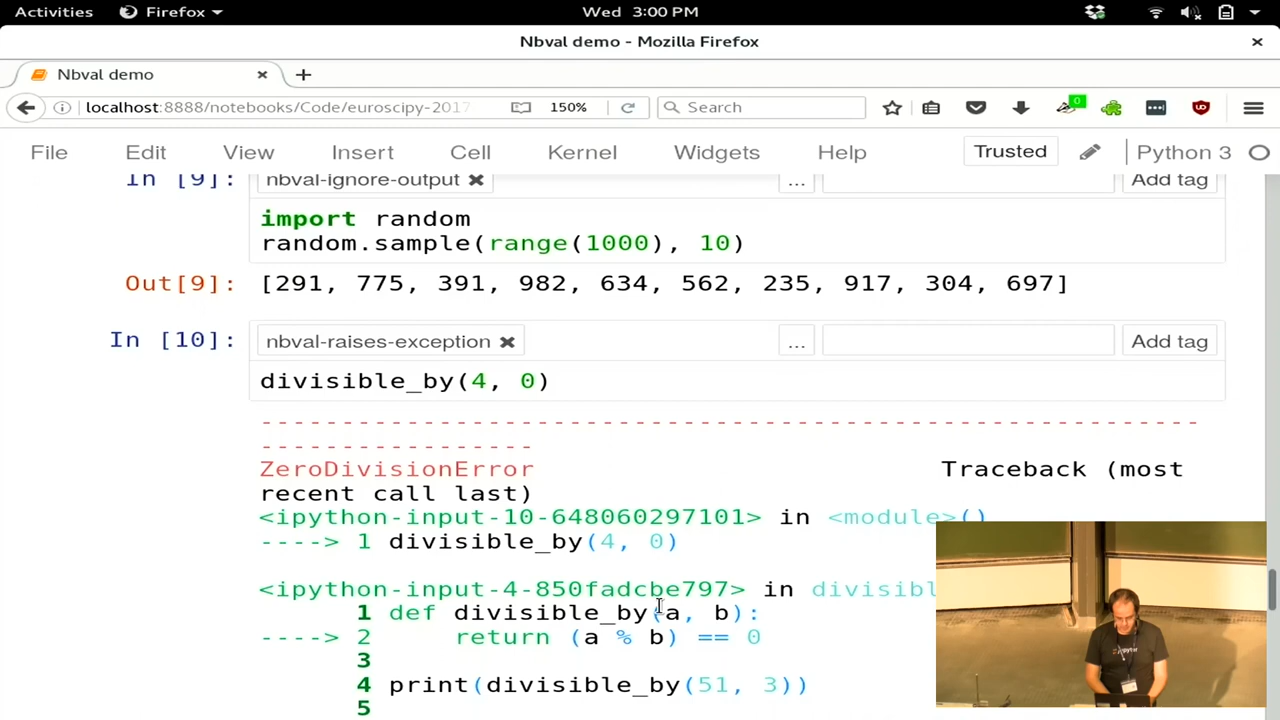 Activities Firefox Wed 3:00 PM
Nbval demo - Mozilla Firefox ×
Nbval demo × +
localhost:8888/notebooks/Code/euroscipy-2017 150% Search 0
File Edit View Insert Cell Kernel Widgets Help Trusted Python 3
In [9]: nbval-ignore-output ✖ ... Add tag
import random
random.sample(range(1000), 10)
Out[9]: [291, 775, 391, 982, 634, 562, 235, 917, 304, 697]
In [10]: nbval-raises-exception ✖ ... Add tag
divisible_by(4, 0)
---------------------------------------------------------------------------
ZeroDivisionError Traceback (most
recent call last)
<ipython-input-10-648060297101> in <module>()
----> 1 divisible_by(4, 0)
<ipython-input-4-850fadcbe797> in divisibl
1 def divisible_by(a, b):
----> 2 return (a % b) == 0
3
4 print(divisible_by(51, 3))
5